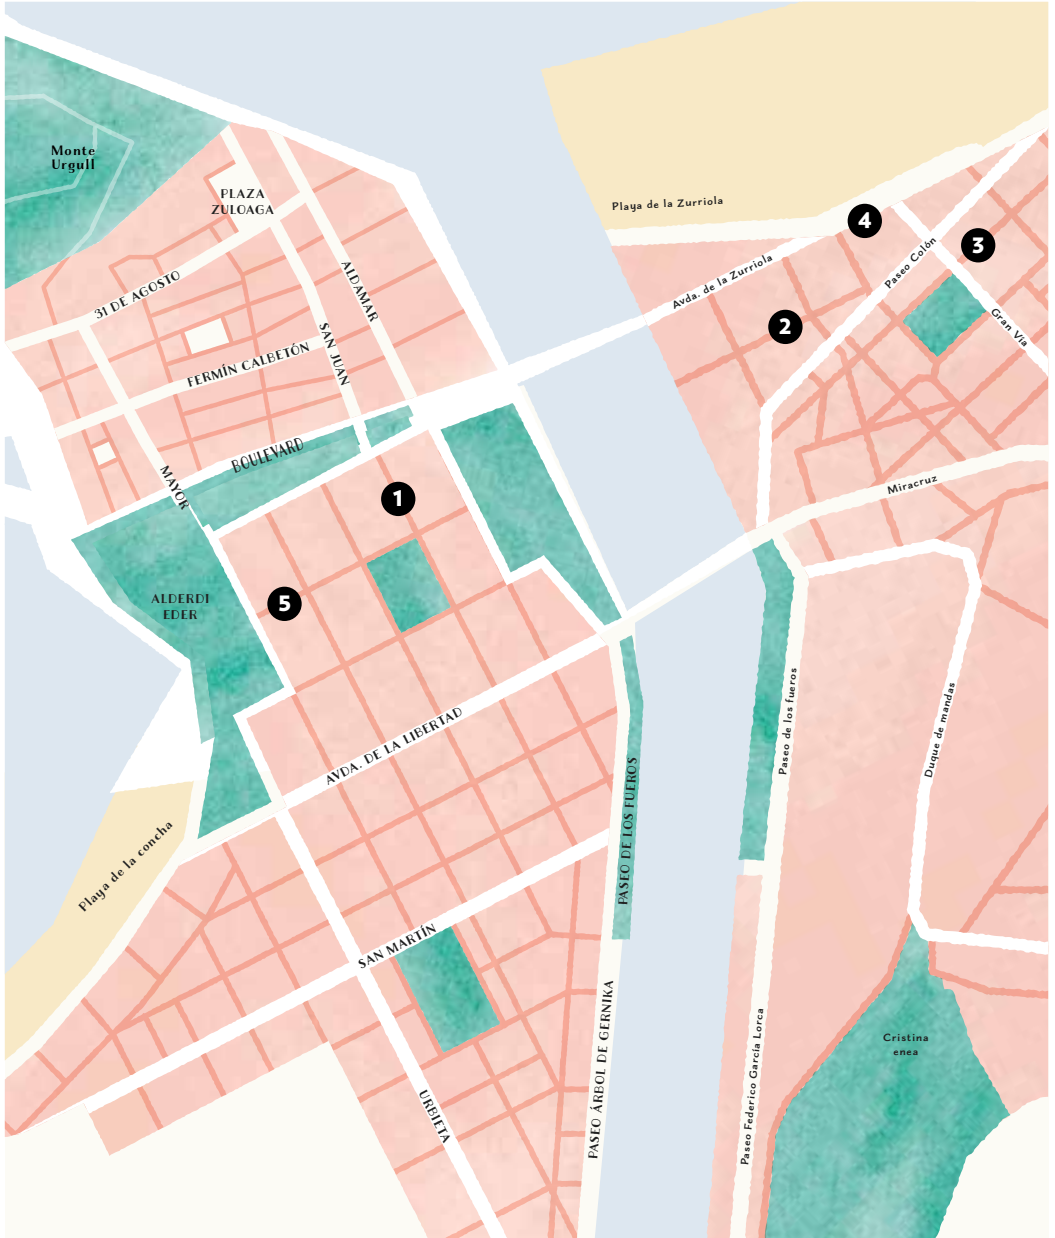 Monte
Urgull
PLAZA
ZULOAGA
Playa de la Zurriola
4
3
Paseo Colón
Avda. de la Zurriola
31 DE AGOSTO
ALDAMAR
2
Gran Vía
SAN JUAN
FERMÍN CALBETÓN
BOULEVARD
MAYOR
1
Miracruz
ALDERDI
EDER
5
AVDA. DE LA LIBERTAD
Paseo de los fueros
Duque de mandas
PASEO DE LOS FUEROS
Playa de la concha
SAN MARTÍN
PASEO ÁRBOL DE GERNIKA
Paseo Federico García Lorca
Cristina
enea
URBIETA